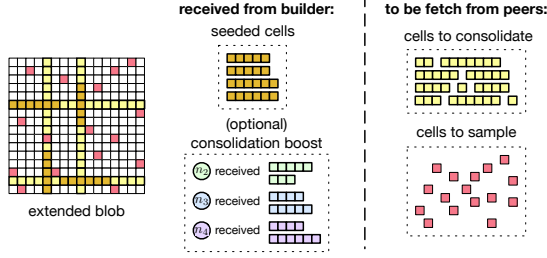 received from builder:
seeded cells
(optional)
consolidation boost
n2 received
n3 received
n4 received
extended blob
to be fetch from peers:
cells to consolidate
cells to sample